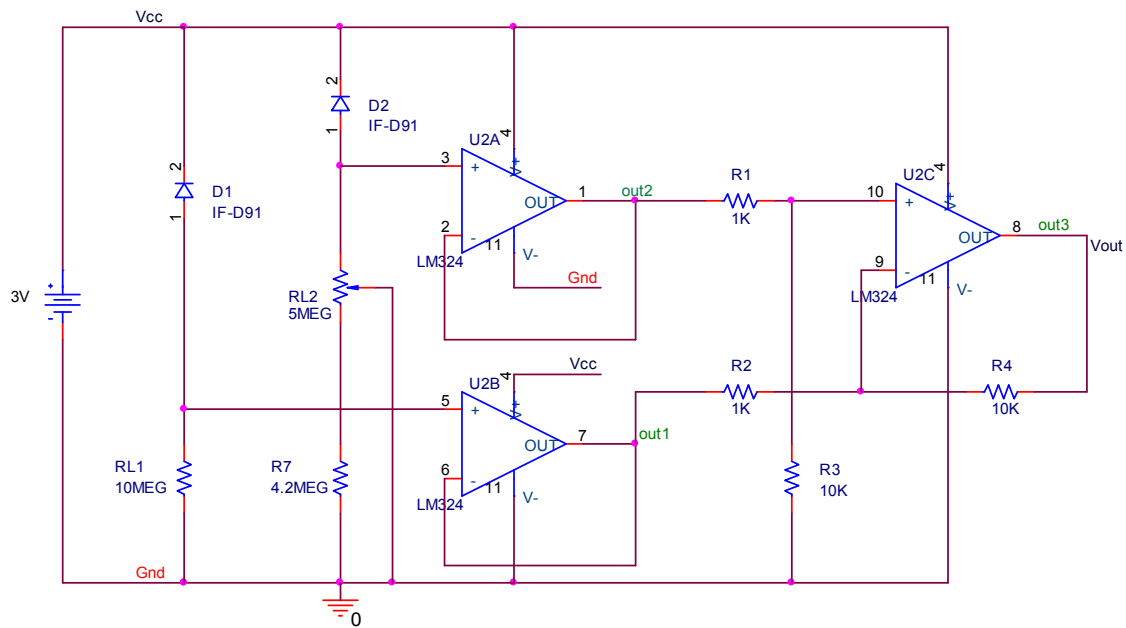 Vcc
2
D2
IF-D91
1
U2A
4
3
+
V+
OUT
1
out2
2
-
11
V-
LM324
Gnd
R1
1K
U2C
4
10
+
V+
OUT
8
out3
Vout
9
-
11
V-
LM324
2
D1
IF-D91
1
+
3V
-
RL2
5MEG
Vcc
U2B
4
5
+
V+
OUT
7
out1
6
-
11
V-
LM324
R2
1K
R4
10K
RL1
10MEG
R7
4.2MEG
R3
10K
Gnd
0